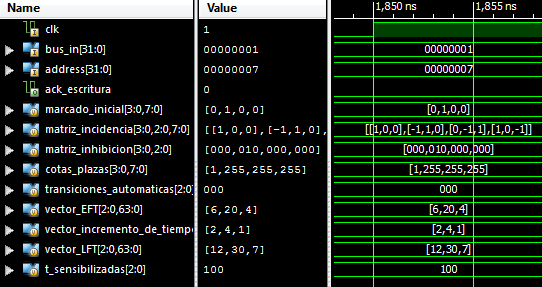 Name Value 1,850 ns 1,855 ns
clk 1
bus_in[31:0] 00000001 00000001
address[31:0] 00000007 00000007
ack_escritura 0
marcado_inicial[3:0,7:0] [0,1,0,0] [0,1,0,0]
matriz_incidencia[3:0,2:0,7:0] [[1,0,0],[-1,1,0], [[1,0,0],[-1,1,0],[0,-1,1],[1,0,-1]]
matriz_inhibicion[3:0,2:0] [000,010,000,000] [000,010,000,000]
cotas_plazas[3:0,7:0] [1,255,255,255] [1,255,255,255]
transiciones_automaticas[2:0] 000 000
vector_EFT[2:0,63:0] [6,20,4] [6,20,4]
vector_incremento_de_tiempo [2,4,1] [2,4,1]
vector_LFT[2:0,63:0] [12,30,7] [12,30,7]
t_sensibilizadas[2:0] 100 100